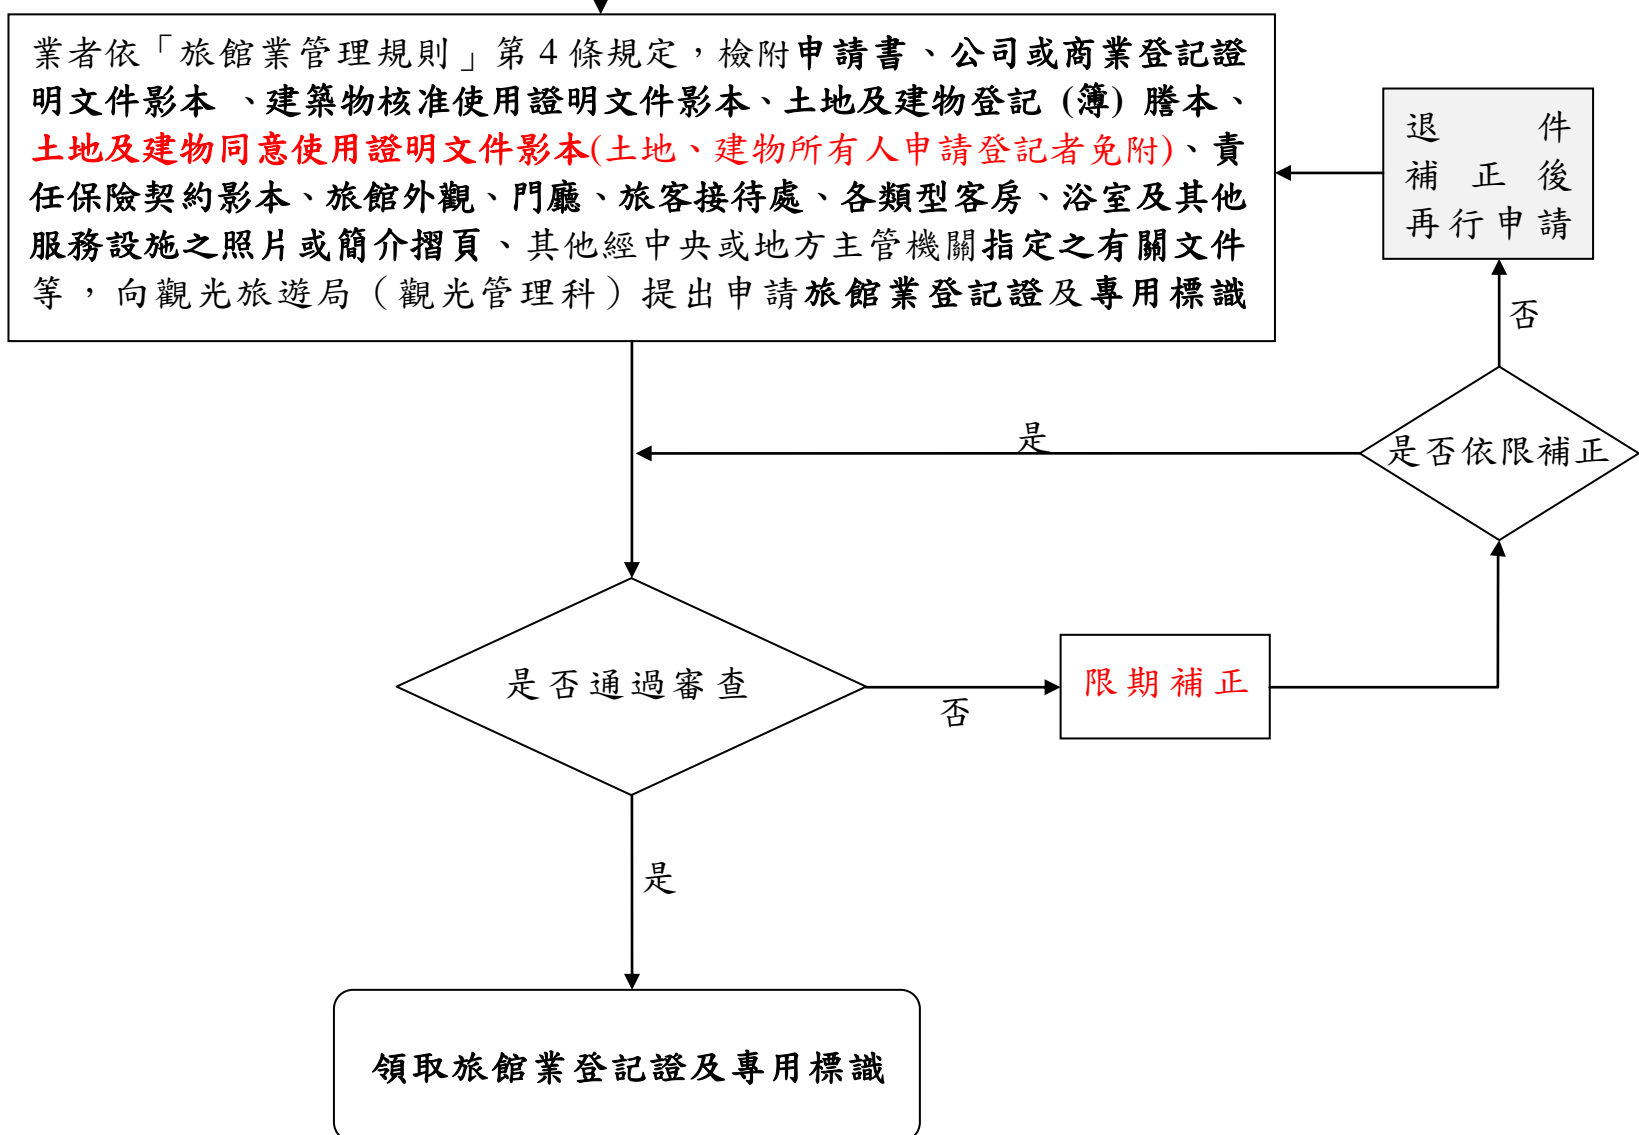 業者依「旅館業管理規則」第 4 條規定，檢附申請書、公司或商業登記證
明文件影本 、建築物核准使用證明文件影本、土地及建物登記 (簿) 謄本、
土地及建物同意使用證明文件影本(土地、建物所有人申請登記者免附)、責
任保險契約影本、旅館外觀、門廳、旅客接待處、各類型客房、浴室及其他
服務設施之照片或簡介摺頁、其他經中央或地方主管機關指定之有關文件
等，向觀光旅遊局（觀光管理科）提出申請旅館業登記證及專用標識
退件
補正後
再行申請
否
是否依限補正
是
是否通過審查
否
限期補正
是
領取旅館業登記證及專用標識